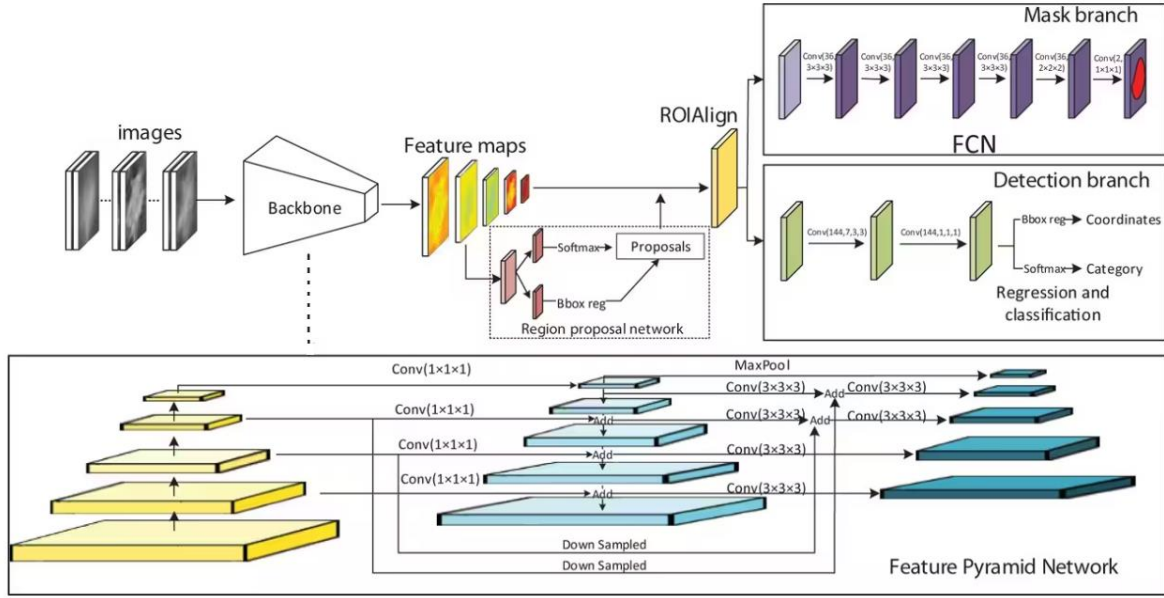 Mask branch
Conv(36, 3×3×3)
Conv(36, 3×3×3)
Conv(36, 3×3×3)
Conv(36, 3×3×3)
Conv(36, 2×2×2)
Conv(2, 1×1×1)
FCN
images
Backbone
Feature maps
ROIAlign
Softmax
Proposals
Bbox reg
Region proposal network
Detection branch
Conv(144,7,3,3)
Conv(144,1,1,1)
Bbox reg
Coordinates
Softmax
Category
Regression and
classification
MaxPool
Conv(1×1×1)
Conv(3×3×3)
Add
Conv(3×3×3)
Conv(1×1×1)
Add
Conv(3×3×3)
Add
Conv(3×3×3)
Conv(1×1×1)
Add
Conv(3×3×3)
Conv(1×1×1)
Add
Conv(3×3×3)
Down Sampled
Down Sampled
Feature Pyramid Network